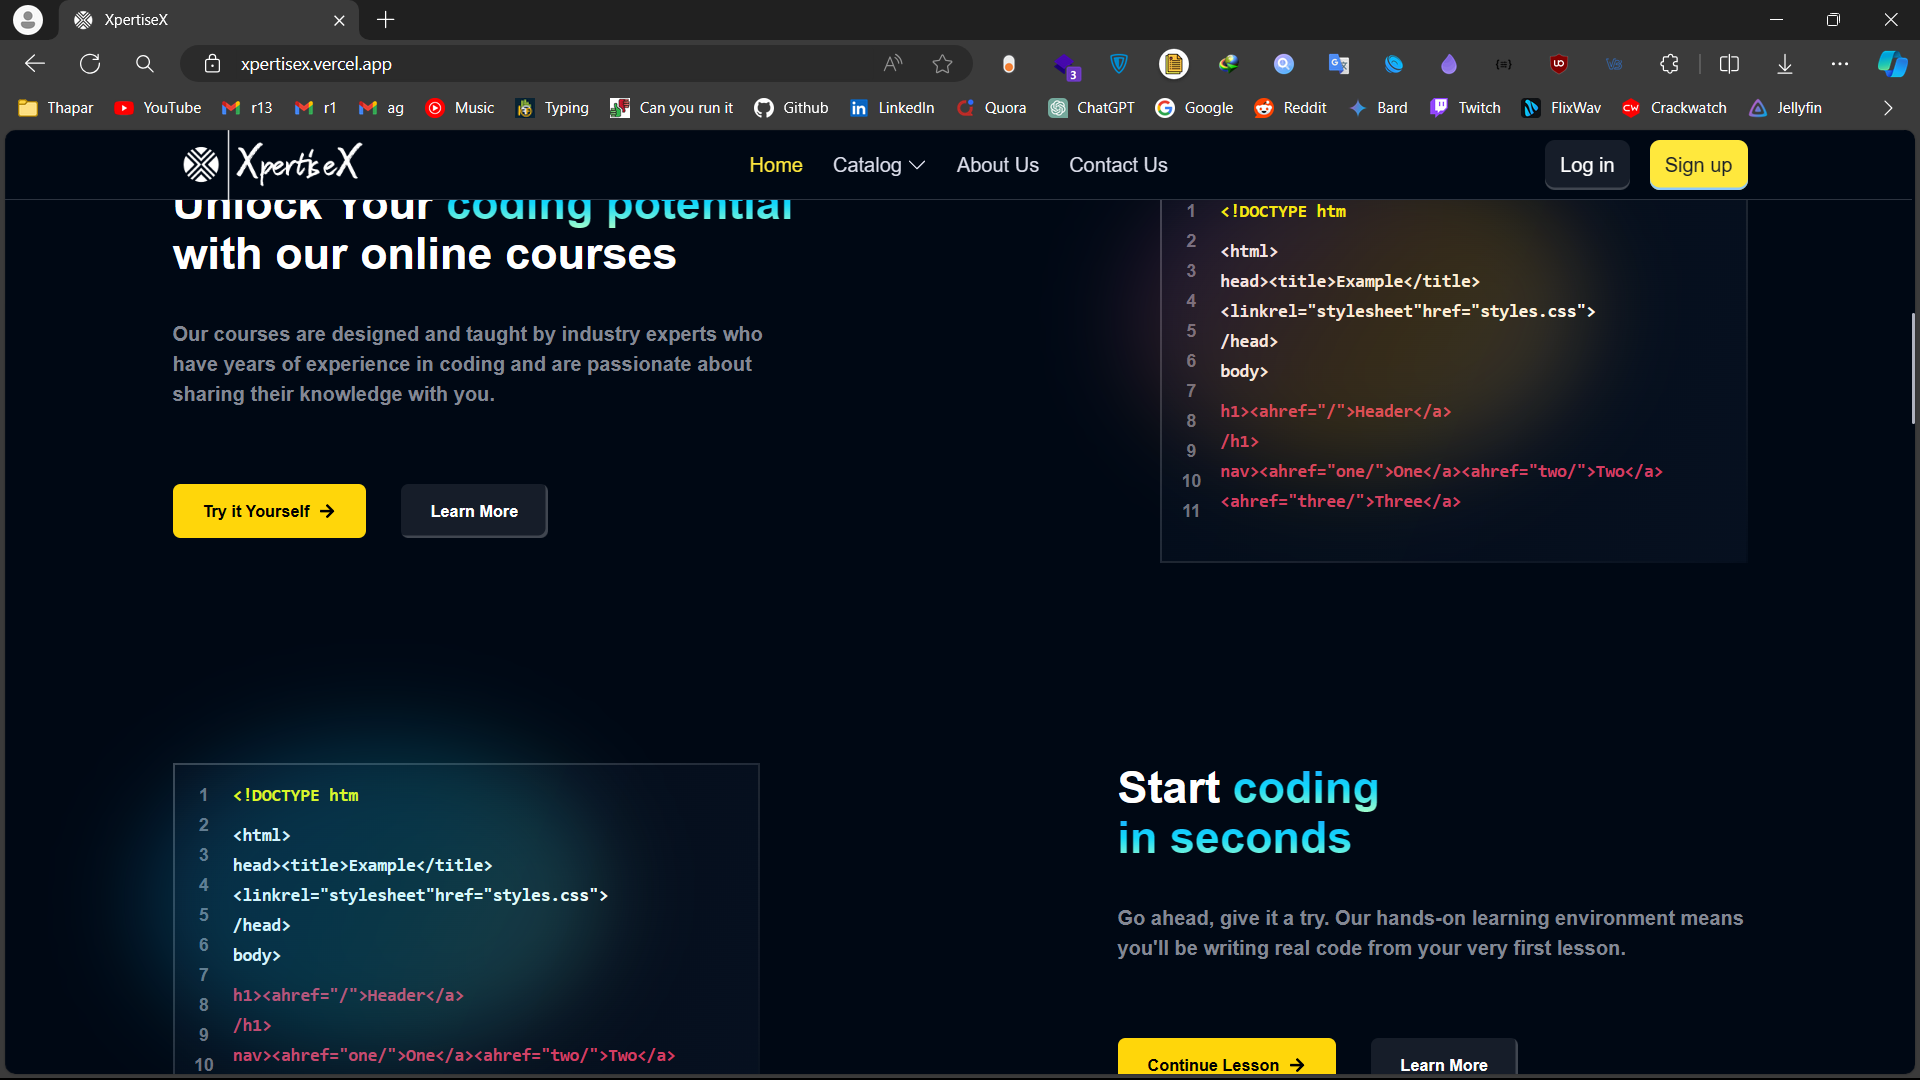 XpertiseX
xpertisex.vercel.app
3
Thapar YouTube r13 r1 ag Music Typing Can you run it Github LinkedIn Quora ChatGPT Google Reddit Bard Twitch FlixWav Crackwatch Jellyfin
XpertiseX Home Catalog About Us Contact Us Log in Sign up
Unlock Your coding potential
with our online courses
Our courses are designed and taught by industry experts who
have years of experience in coding and are passionate about
sharing their knowledge with you.
Try it Yourself → Learn More
1 <!DOCTYPE htm
2 <html>
3 head><title>Example</title>
4 <linkrel="stylesheet"href="styles.css">
5 /head>
6 body>
7
8 h1><ahref="/">Header</a>
9 /h1>
10 nav><ahref="one/">One</a><ahref="two/">Two</a>
11 <ahref="three/">Three</a>
1 <!DOCTYPE htm
2 <html>
3 head><title>Example</title>
4 <linkrel="stylesheet"href="styles.css">
5 /head>
6 body>
7
8 h1><ahref="/">Header</a>
9 /h1>
10 nav><ahref="one/">One</a><ahref="two/">Two</a>
Start coding
in seconds
Go ahead, give it a try. Our hands-on learning environment means
you'll be writing real code from your very first lesson.
Continue Lesson → Learn More